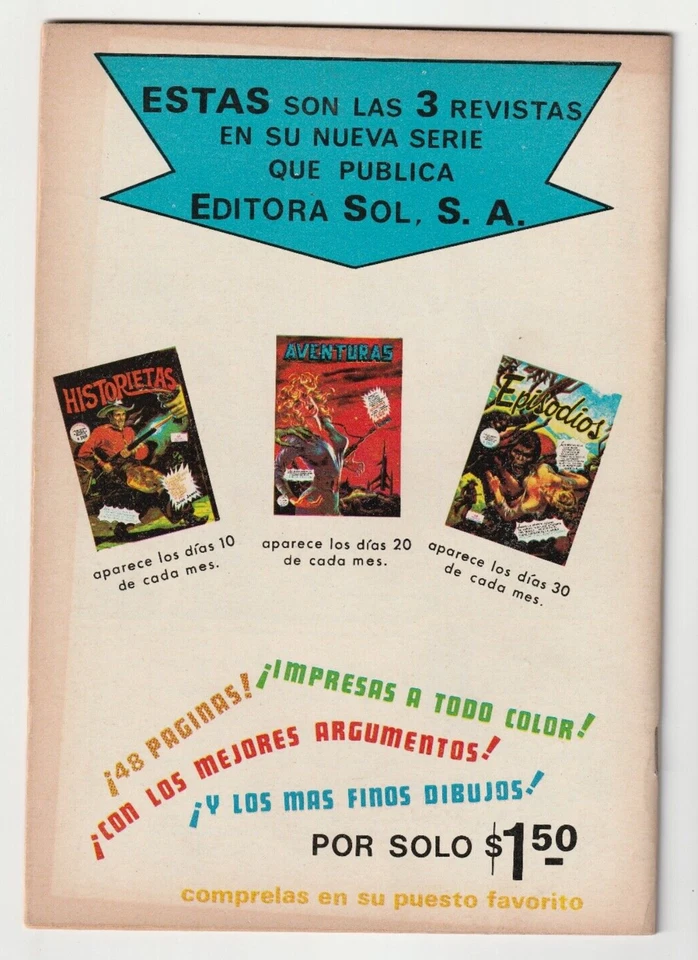 ESTAS SON LAS 3 REVISTAS
EN SU NUEVA SERIE
QUE PUBLICA
EDITORA SOL, S. A.
HISTORIETAS
AVENTURAS
Episodios
aparece los días 10
de cada mes.
aparece los días 20
de cada mes.
aparece los días 30
de cada mes.
¡48 PAGINAS!
¡IMPRESAS A TODO COLOR!
¡CON LOS MEJORES ARGUMENTOS!
¡Y LOS MAS FINOS DIBUJOS!
POR SOLO $1.50
comprelas en su puesto favorito